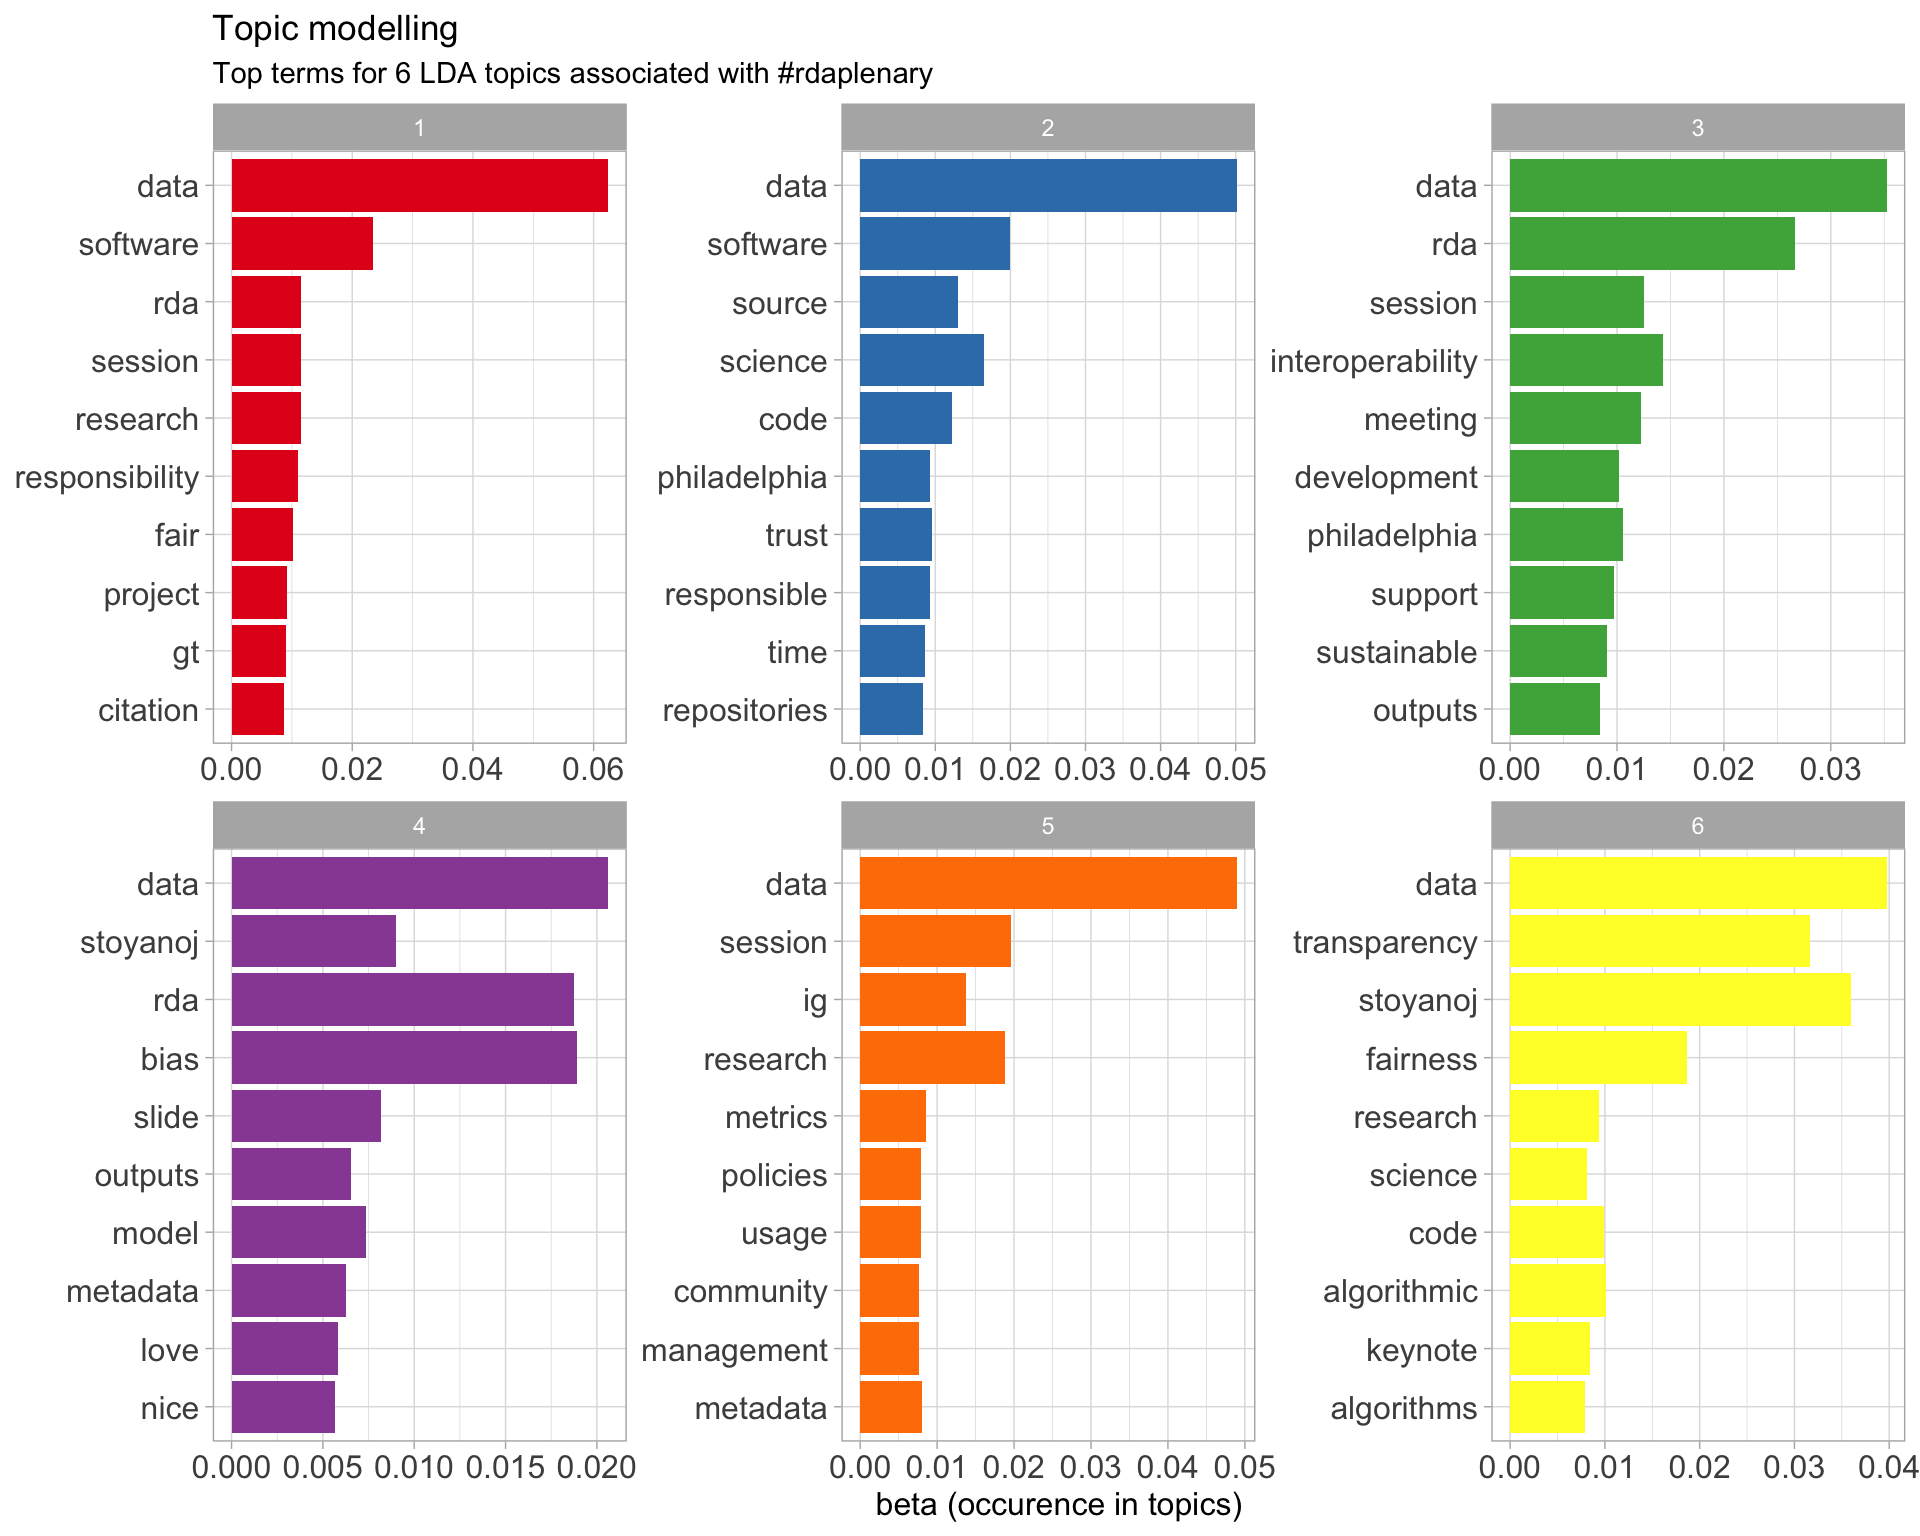 Topic modelling
Top terms for 6 LDA topics associated with #rdaplenary
1
data
software
rda
session
research
responsibility
fair
project
gt
citation
0.00 0.02 0.04 0.06
2
data
software
source
science
code
philadelphia
trust
responsible
time
repositories
0.00 0.01 0.02 0.03 0.04 0.05
3
data
rda
session
interoperability
meeting
development
philadelphia
support
sustainable
outputs
0.00 0.01 0.02 0.03
4
data
stoyanoj
rda
bias
slide
outputs
model
metadata
love
nice
0.000 0.005 0.010 0.015 0.020
5
data
session
ig
research
metrics
policies
usage
community
management
metadata
0.00 0.01 0.02 0.03 0.04 0.05
6
data
transparency
stoyanoj
fairness
research
science
code
algorithmic
keynote
algorithms
0.00 0.01 0.02 0.03 0.04
beta (occurence in topics)